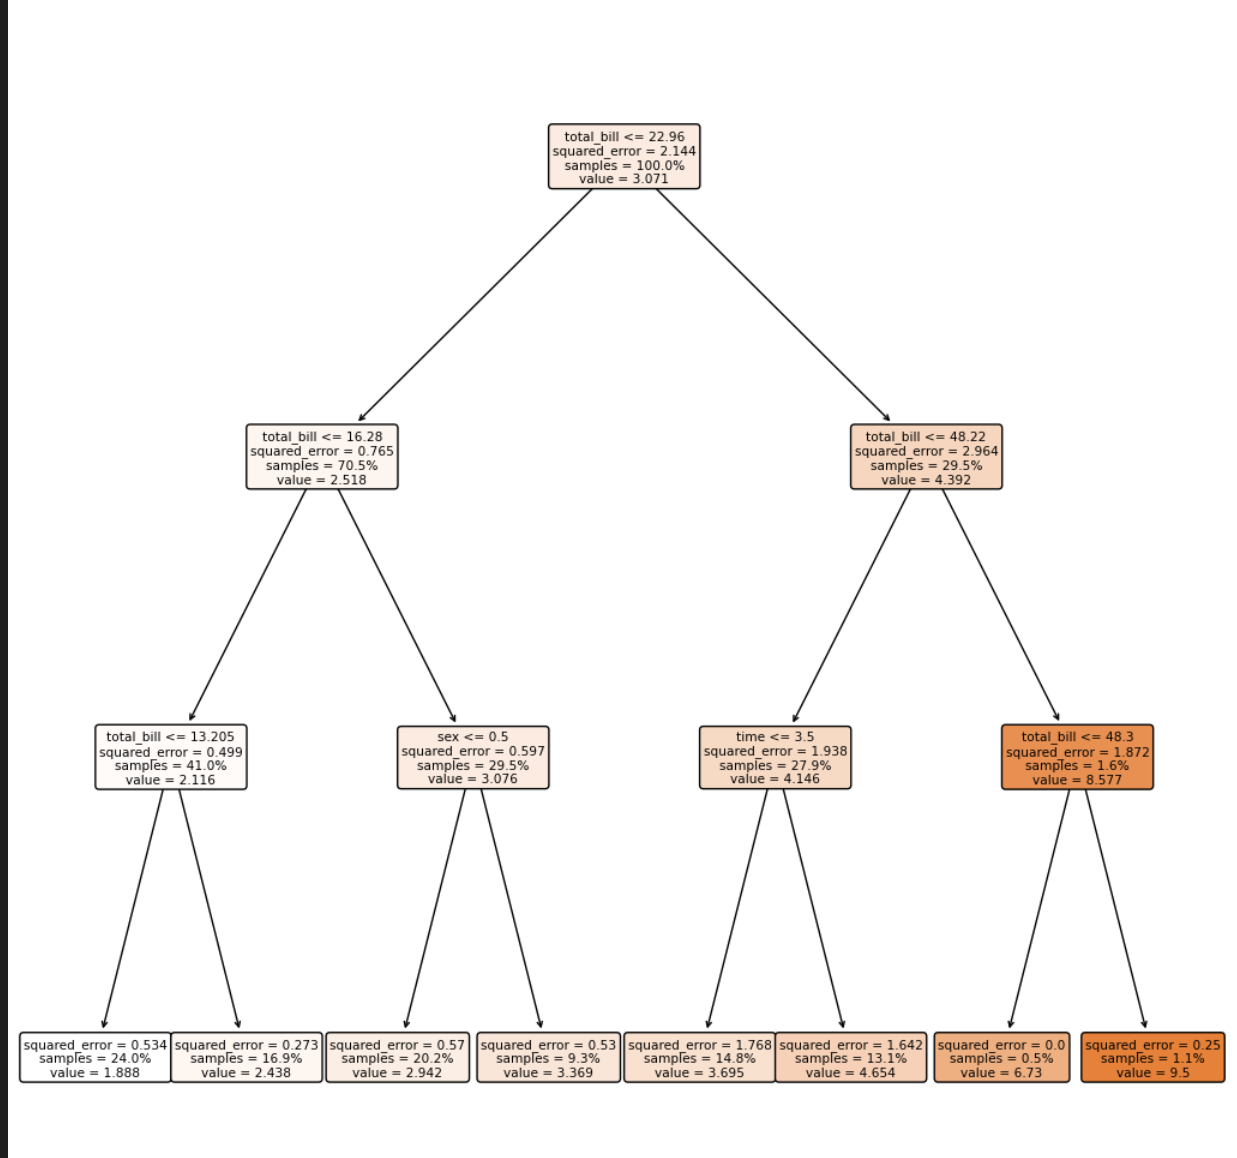 total_bill <= 22.96
squared_error = 2.144
samples = 100.0%
value = 3.071
total_bill <= 16.28
squared_error = 0.765
samples = 70.5%
value = 2.518
total_bill <= 48.22
squared_error = 2.964
samples = 29.5%
value = 4.392
total_bill <= 13.205
squared_error = 0.499
samples = 41.0%
value = 2.116
sex <= 0.5
squared_error = 0.597
samples = 29.5%
value = 3.076
time <= 3.5
squared_error = 1.938
samples = 27.9%
value = 4.146
total_bill <= 48.3
squared_error = 1.872
samples = 1.6%
value = 8.577
squared_error = 0.534
samples = 24.0%
value = 1.888
squared_error = 0.273
samples = 16.9%
value = 2.438
squared_error = 0.57
samples = 20.2%
value = 2.942
squared_error = 0.53
samples = 9.3%
value = 3.369
squared_error = 1.768
samples = 14.8%
value = 3.695
squared_error = 1.642
samples = 13.1%
value = 4.654
squared_error = 0.0
samples = 0.5%
value = 6.73
squared_error = 0.25
samples = 1.1%
value = 9.5